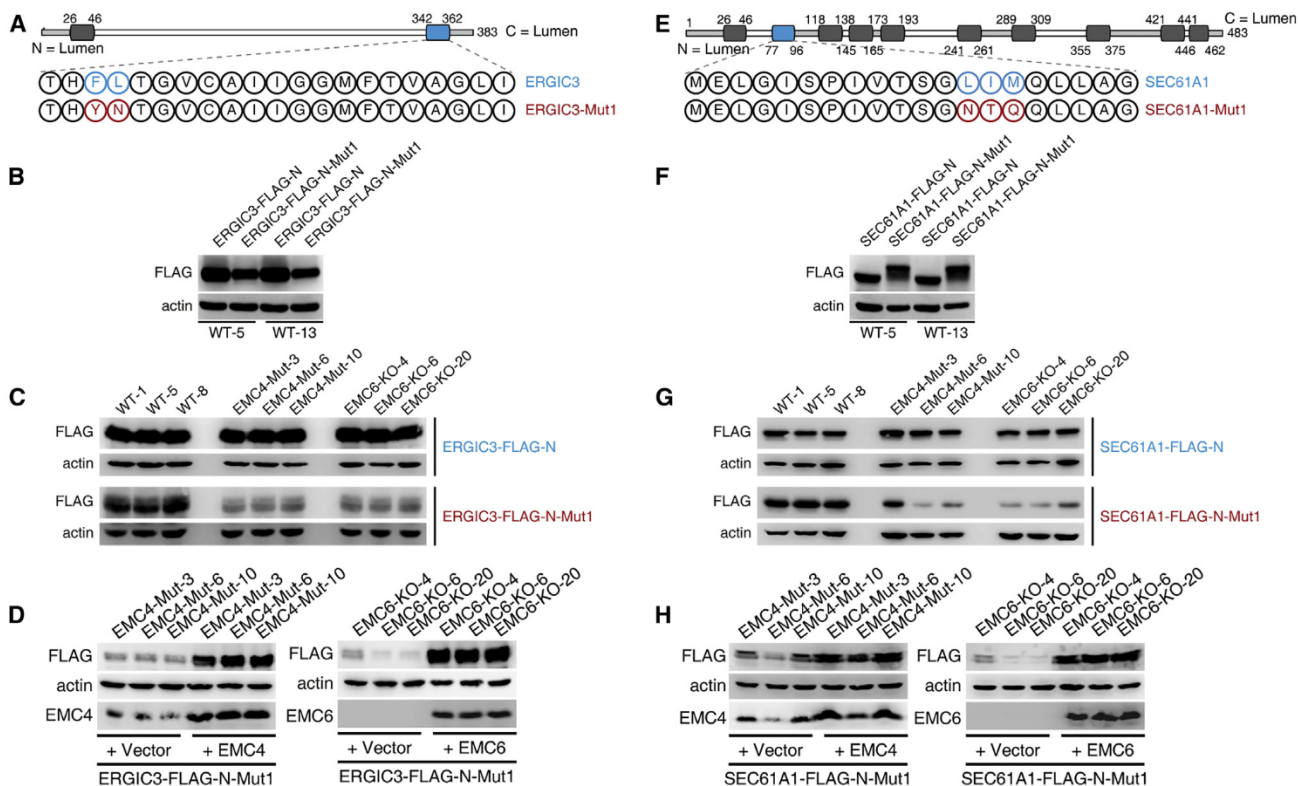 A
26 46
342 362
383 C = Lumen
N = Lumen
T H F L T G V C A I I G G M F T V A G L I ERGIC3
T H Y N T G V C A I I G G M F T V A G L I ERGIC3-Mut1
B
ERGIC3-FLAG-N
ERGIC3-FLAG-N-Mut1
ERGIC3-FLAG-N
ERGIC3-FLAG-N-Mut1
FLAG
actin
WT-5 WT-13
C
WT-1 WT-5 WT-8 EMC4-Mut-3 EMC4-Mut-6 EMC4-Mut-10 EMC6-KO-4 EMC6-KO-6 EMC6-KO-20
FLAG
actin
ERGIC3-FLAG-N
FLAG
actin
ERGIC3-FLAG-N-Mut1
D
EMC4-Mut-3 EMC4-Mut-6 EMC4-Mut-10 EMC4-Mut-3 EMC4-Mut-6 EMC4-Mut-10
FLAG
actin
EMC4
+ Vector + EMC4
ERGIC3-FLAG-N-Mut1
EMC6-KO-4 EMC6-KO-6 EMC6-KO-20 EMC6-KO-4 EMC6-KO-6 EMC6-KO-20
FLAG
actin
EMC6
+ Vector + EMC6
ERGIC3-FLAG-N-Mut1
E
1 26 46 118 138 173 193 289 309 421 441 C = Lumen
483
N = Lumen 77 96 145 165 241 261 355 375 446 462
M E L G I S P I V T S G L I M Q L L A G SEC61A1
M E L G I S P I V T S G N T Q Q L L A G SEC61A1-Mut1
F
SEC61A1-FLAG-N
SEC61A1-FLAG-N-Mut1
SEC61A1-FLAG-N
SEC61A1-FLAG-N-Mut1
FLAG
actin
WT-5 WT-13
G
WT-1 WT-5 WT-8 EMC4-Mut-3 EMC4-Mut-6 EMC4-Mut-10 EMC6-KO-4 EMC6-KO-6 EMC6-KO-20
FLAG
actin
SEC61A1-FLAG-N
FLAG
actin
SEC61A1-FLAG-N-Mut1
H
EMC4-Mut-3 EMC4-Mut-6 EMC4-Mut-10 EMC4-Mut-3 EMC4-Mut-6 EMC4-Mut-10
FLAG
actin
EMC4
+ Vector + EMC4
SEC61A1-FLAG-N-Mut1
EMC6-KO-4 EMC6-KO-6 EMC6-KO-20 EMC6-KO-4 EMC6-KO-6 EMC6-KO-20
FLAG
actin
EMC6
+ Vector + EMC6
SEC61A1-FLAG-N-Mut1